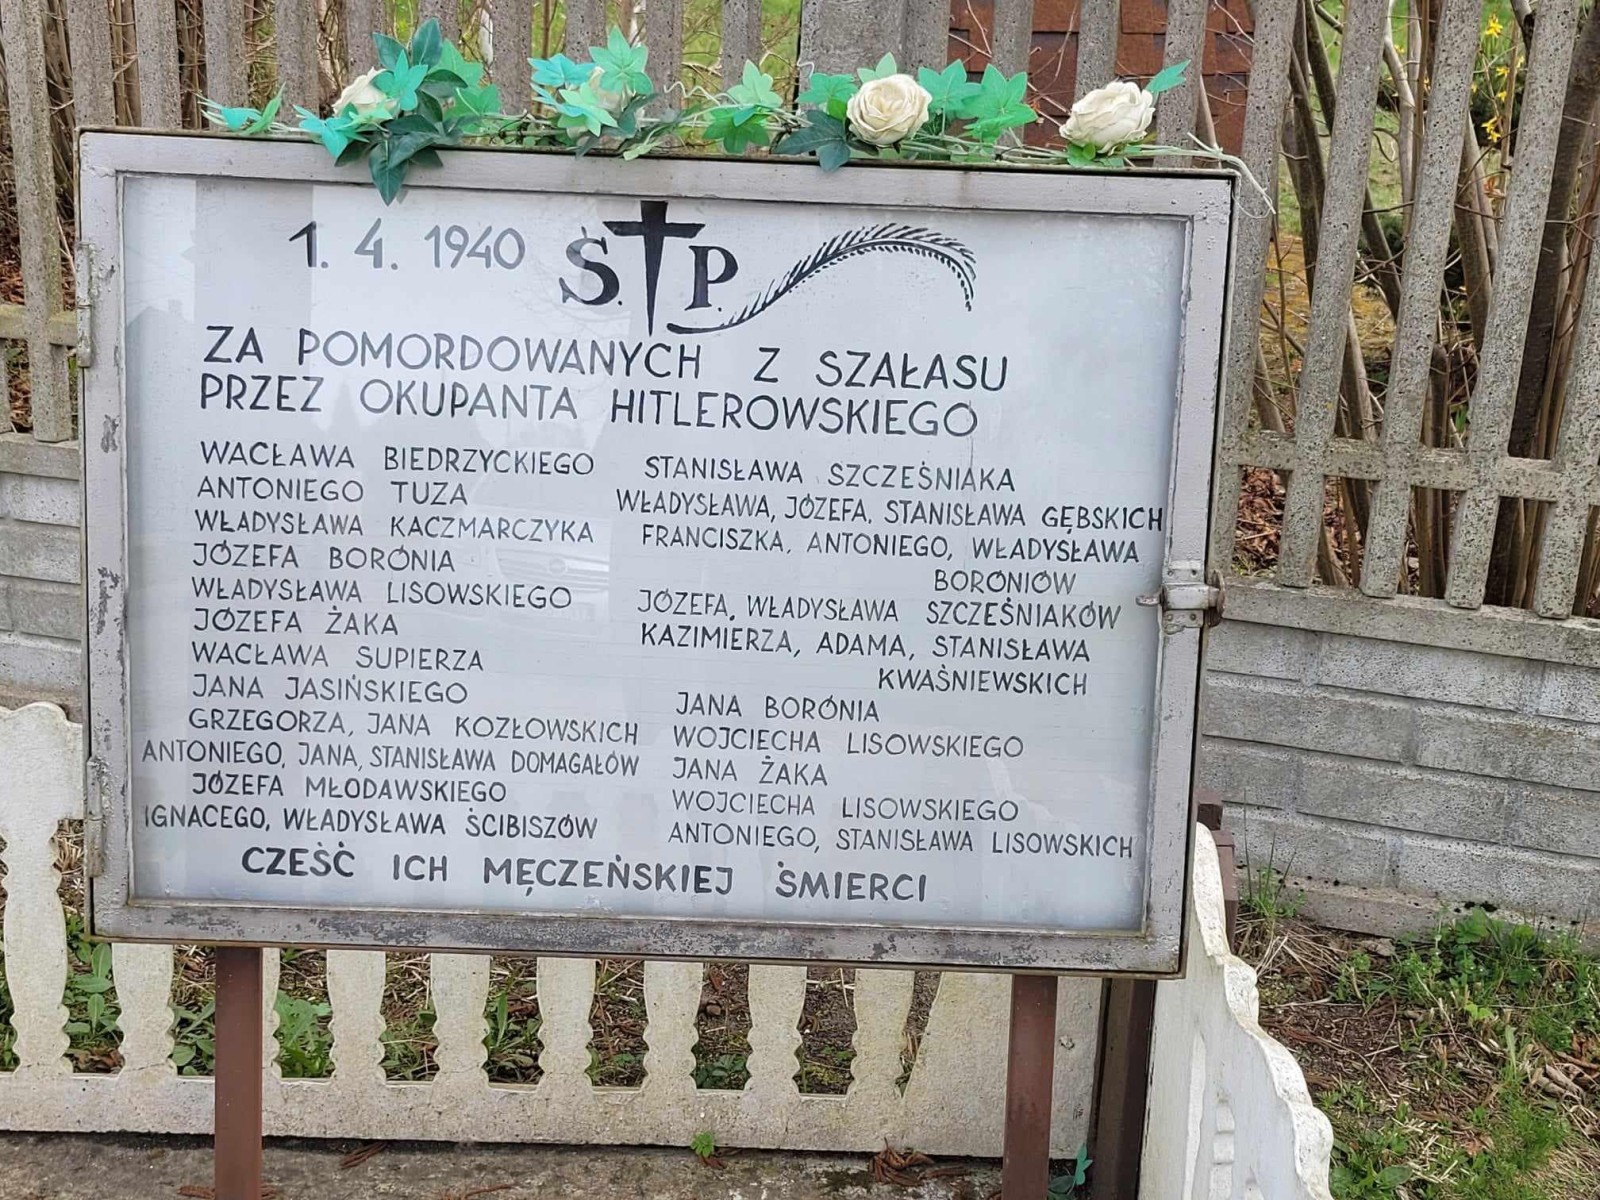 1. 4. 1940 Ś. P.
ZA POMORDOWANYCH Z SZAŁASU
PRZEZ OKUPANTA HITLEROWSKIEGO
WACŁAWA BIEDRZYCKIEGO
ANTONIEGO TUZA
WŁADYSŁAWA KACZMARCZYKA
JÓZEFA BORÓNIA
WŁADYSŁAWA LISOWSKIEGO
JÓZEFA ŻAKA
WACŁAWA SUPIERZA
JANA JASIŃSKIEGO
GRZEGORZA, JANA KOZŁOWSKICH
ANTONIEGO, JANA, STANISŁAWA DOMAGAŁÓW
JÓZEFA MŁODAWSKIEGO
IGNACEGO, WŁADYSŁAWA ŚCIBISZÓW
STANISŁAWA SZCZEŚNIAKA
WŁADYSŁAWA, JÓZEFA, STANISŁAWA GĘBSKICH
FRANCISZKA, ANTONIEGO, WŁADYSŁAWA
BORONIÓW
JÓZEFA, WŁADYSŁAWA SZCZEŚNIAKÓW
KAZIMIERZA, ADAMA, STANISŁAWA
KWAŚNIEWSKICH
JANA BORÓNIA
WOJCIECHA LISOWSKIEGO
JANA ŻAKA
WOJCIECHA LISOWSKIEGO
ANTONIEGO, STANISŁAWA LISOWSKICH
CZEŚĆ ICH MĘCZEŃSKIEJ ŚMIERCI